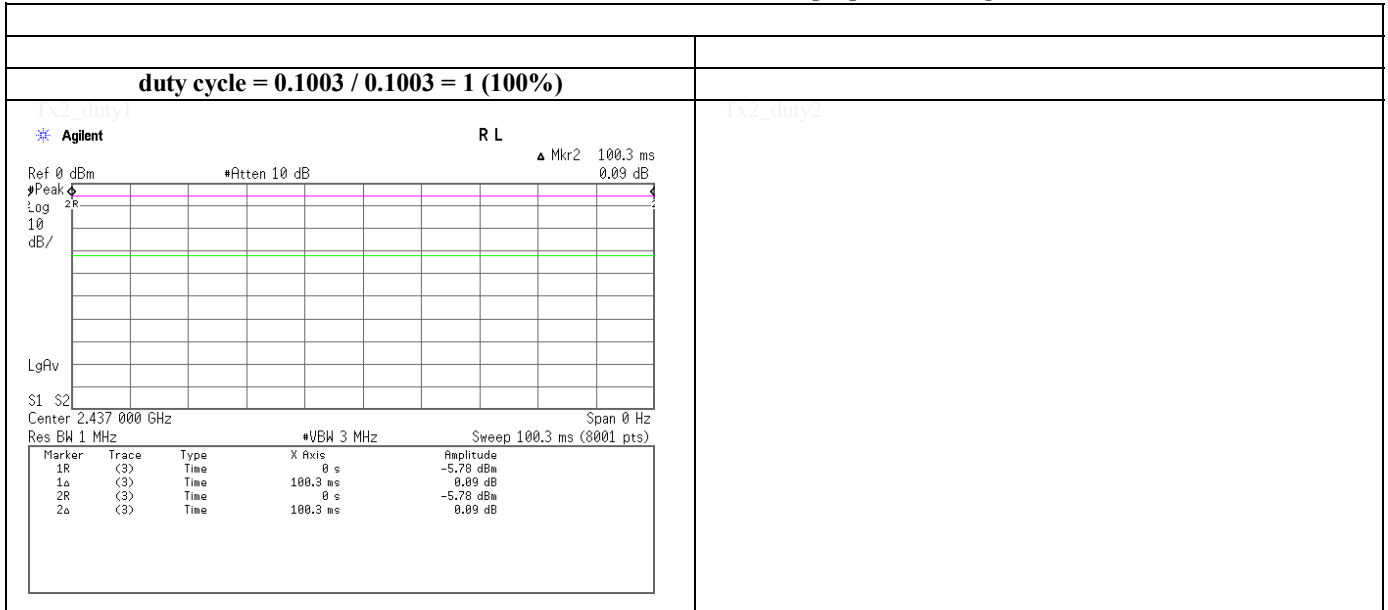 duty cycle = 0.1003 / 0.1003 = 1 (100%)
Tx2_duty1
Tx2_duty2
Agilent
R L
Δ Mkr2 100.3 ms
Ref 0 dBm #Atten 10 dB 0.09 dB
#Peak
Log
10
dB/
2R
2
LgAv
S1 S2
Center 2.437 000 GHz Span 0 Hz
Res BW 1 MHz #VBW 3 MHz Sweep 100.3 ms (8001 pts)
Marker Trace Type X Axis Amplitude
1R (3) Time 0 s -5.78 dBm
1Δ (3) Time 100.3 ms 0.09 dB
2R (3) Time 0 s -5.78 dBm
2Δ (3) Time 100.3 ms 0.09 dB